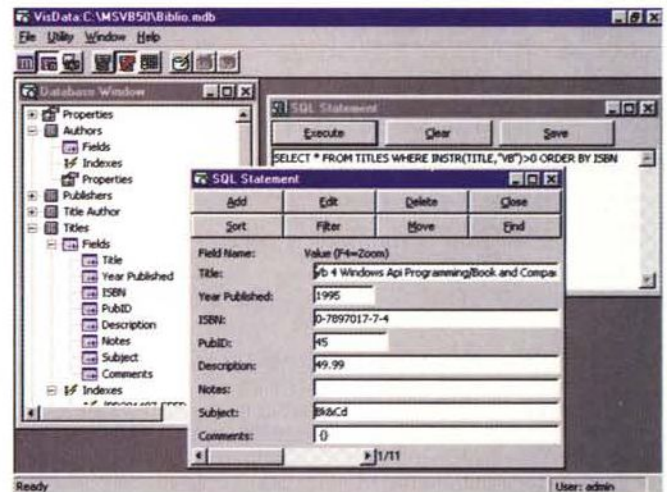 VisData:C:\MSVB50\Biblio.mdb
File Utility Window Help
Database Window
Properties
Authors
Fields
Indexes
Properties
Publishers
Title Author
Titles
Fields
Title
Year Published
ISBN
PubID
Description
Notes
Subject
Comments
Indexes
SQL Statement
Execute Clear Save
SELECT * FROM TITLES WHERE INSTR(TITLE,"VB")>0 ORDER BY ISBN
SQL Statement
Add Edit Delete Close
Sort Filter Move Find
Field Name: Value (F4=Zoom)
Title: Vb 4 Windows Api Programming/Book and Compac
Year Published: 1995
ISBN: 0-7897017-7-4
PubID: 45
Description: 49.99
Notes:
Subject: Bk&Cd
Comments: -0
1/11
Ready User: admin